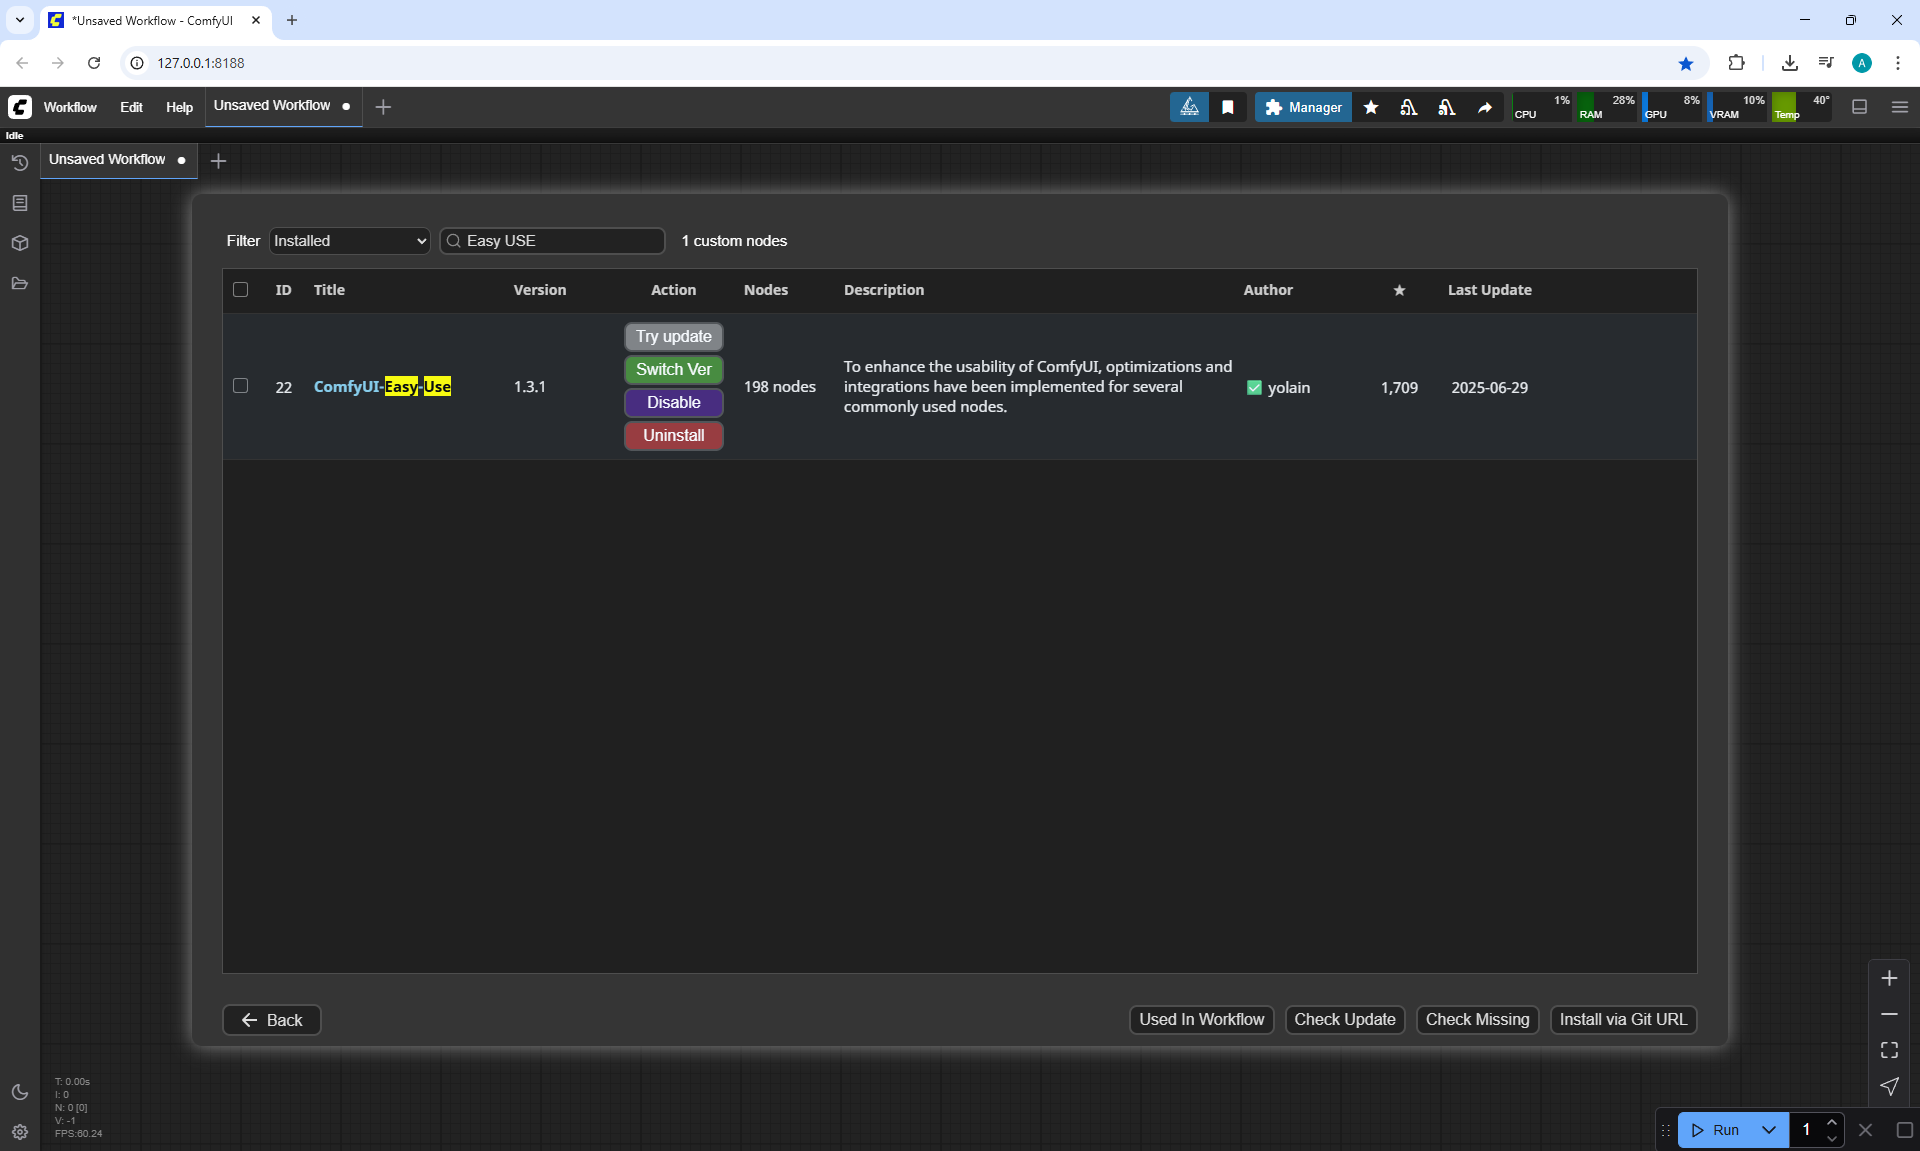 *Unsaved Workflow - ComfyUI
127.0.0.1:8188
A
Workflow Edit Help Unsaved Workflow
Manager
CPU 1% RAM 28% GPU 8% VRAM 10% Temp 40°
Idle
Unsaved Workflow
Filter Installed Easy USE 1 custom nodes
ID Title Version Action Nodes Description Author ★ Last Update
Try update
Switch Ver
Disable
Uninstall
22 ComfyUI-Easy-Use 1.3.1 198 nodes
To enhance the usability of ComfyUI, optimizations and
integrations have been implemented for several
commonly used nodes.
✅ yolain 1,709 2025-06-29
Back Used In Workflow Check Update Check Missing Install via Git URL
T: 0.00s
I: 0
N: 0 [0]
V: -1
FPS:60.24
Run 1